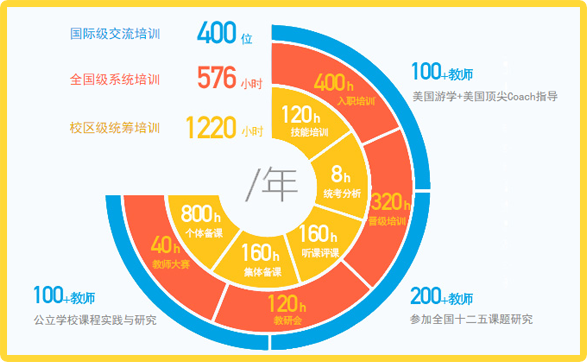 国际级交流培训 400 位
全国级系统培训 576 小时
校区级统筹培训 1220 小时
/年
400h
入职培训
320h
晋级培训
120h
教研会
40h
教师大赛
120h
技能培训
8h
统考分析
160h
听课评课
160h
集体备课
800h
个体备课
100+教师
美国游学+美国顶尖Coach指导
200+教师
参加全国十二五课题研究
100+教师
公立学校课程实践与研究